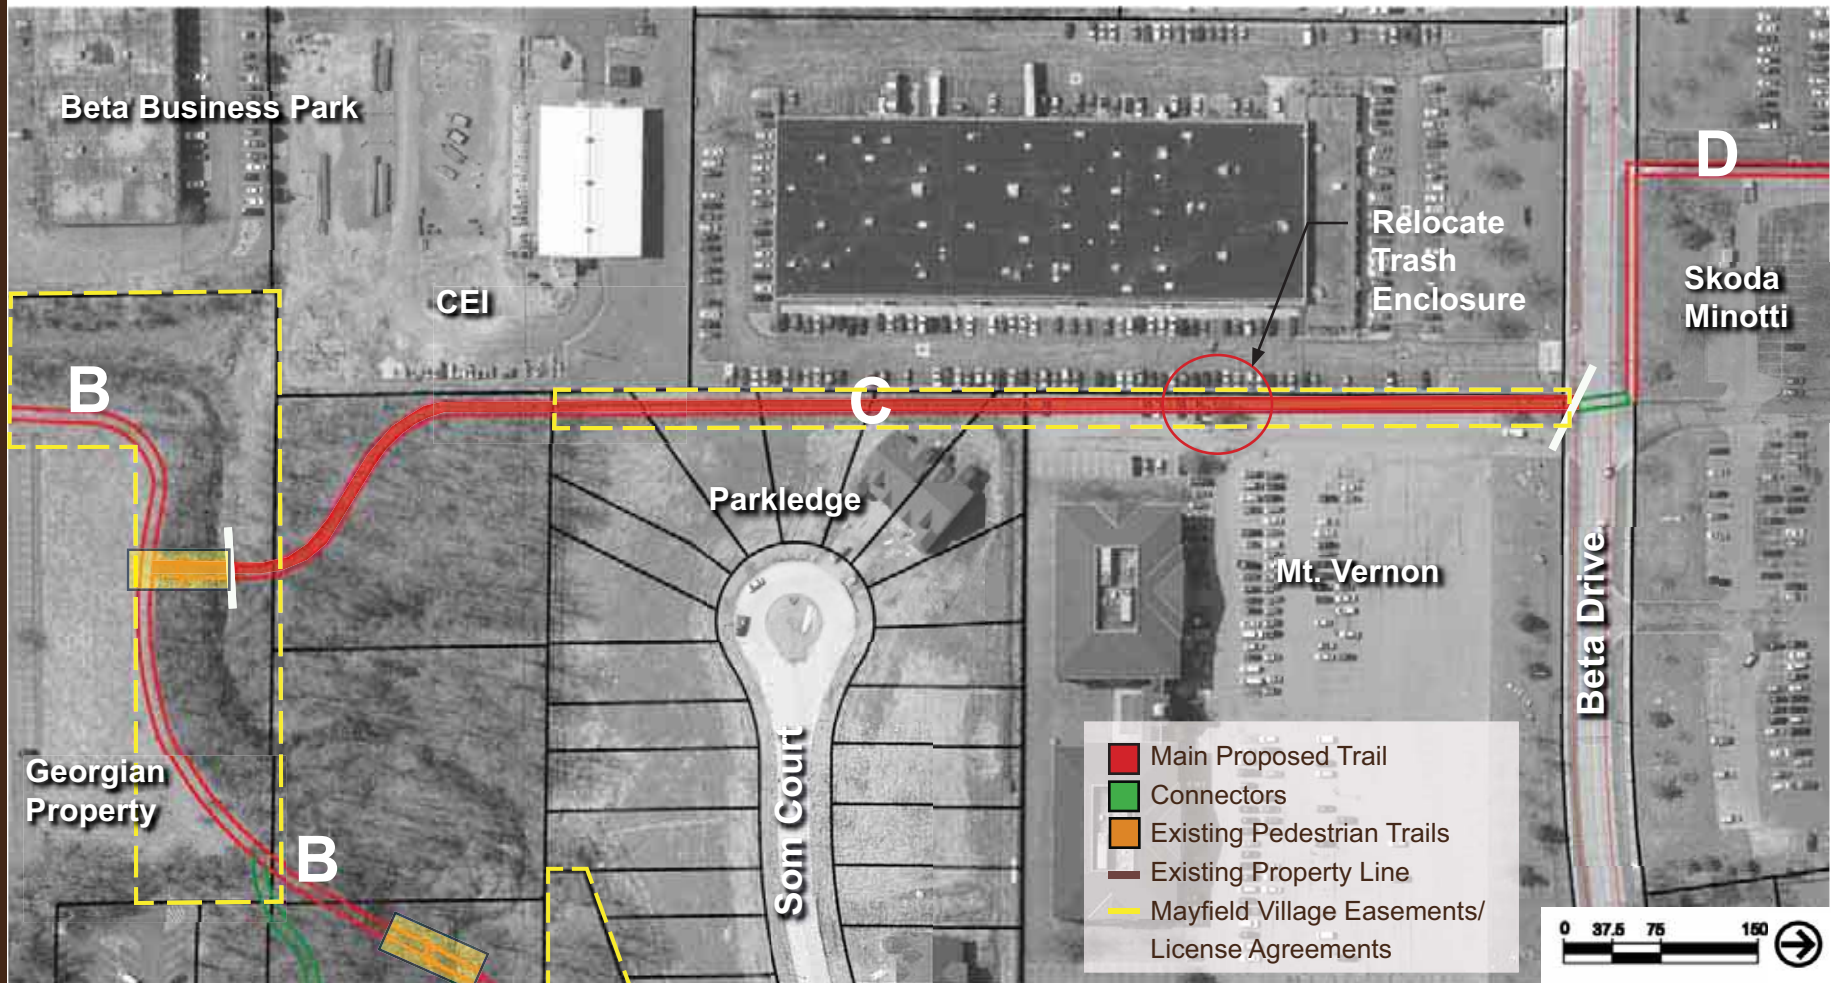 Beta Business Park
CEI
Relocate
Trash
Enclosure
D
Skoda
Minotti
B
C
Parkledge
Mt. Vernon
Beta Drive
Georgian
Property
B
Som Court
Main Proposed Trail
Connectors
Existing Pedestrian Trails
Existing Property Line
Mayfield Village Easements/
License Agreements
0 37.5 75 150